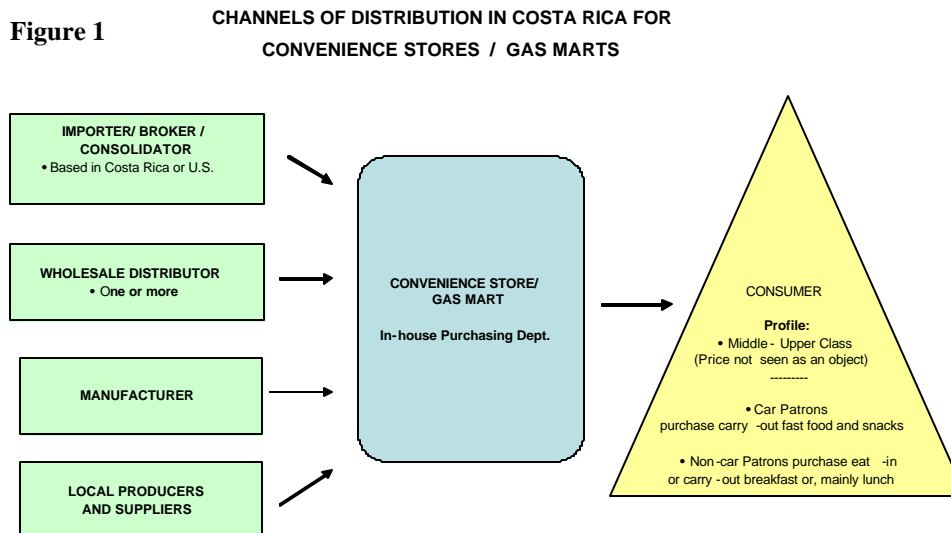 Figure 1
CHANNELS OF DISTRIBUTION IN COSTA RICA FOR
CONVENIENCE STORES / GAS MARTS
IMPORTER/ BROKER /
CONSOLIDATOR
• Based in Costa Rica or U.S.
WHOLESALE DISTRIBUTOR
• One or more
MANUFACTURER
LOCAL PRODUCERS
AND SUPPLIERS
CONVENIENCE STORE/
GAS MART
In-house Purchasing Dept.
CONSUMER
Profile:
• Middle - Upper Class
(Price not seen as an object)
---------
• Car Patrons
purchase carry -out fast food and snacks
• Non-car Patrons purchase eat -in
or carry -out breakfast or, mainly lunch